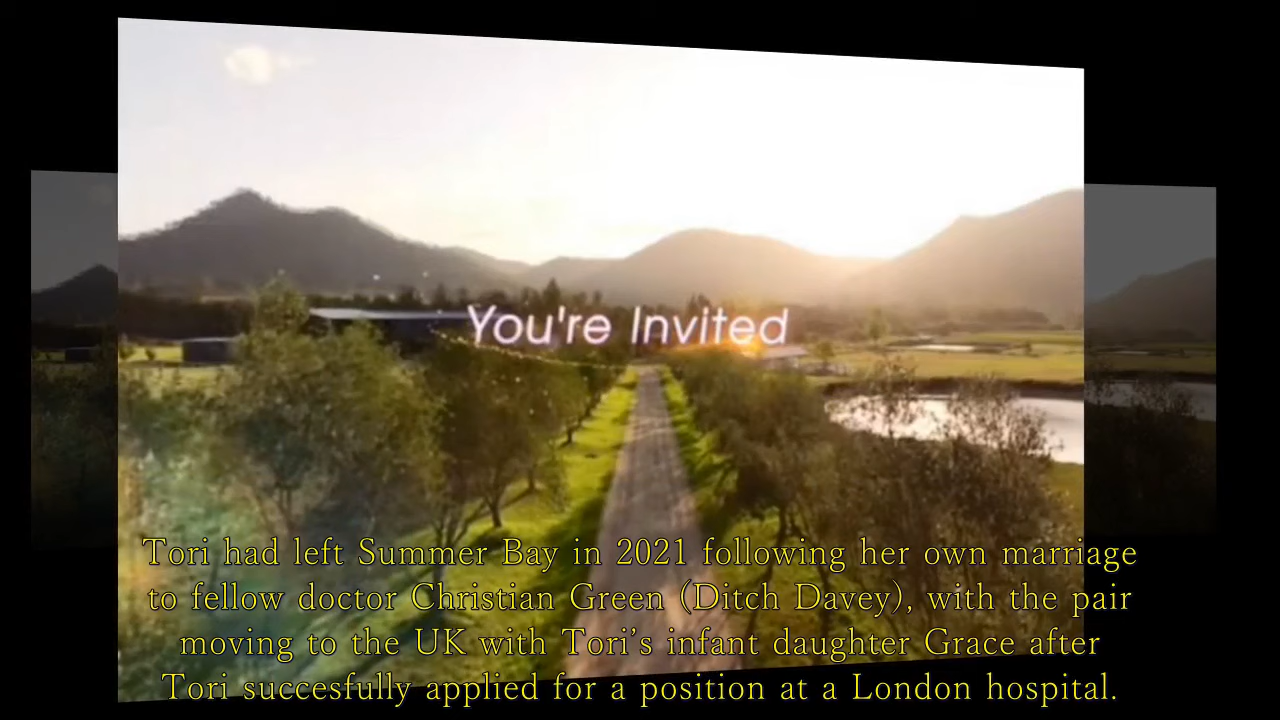 You're Invited
Tori had left Summer Bay in 2021 following her own marriage
to fellow doctor Christian Green (Ditch Davey), with the pair
moving to the UK with Tori’s infant daughter Grace after
Tori succesfully applied for a position at a London hospital.